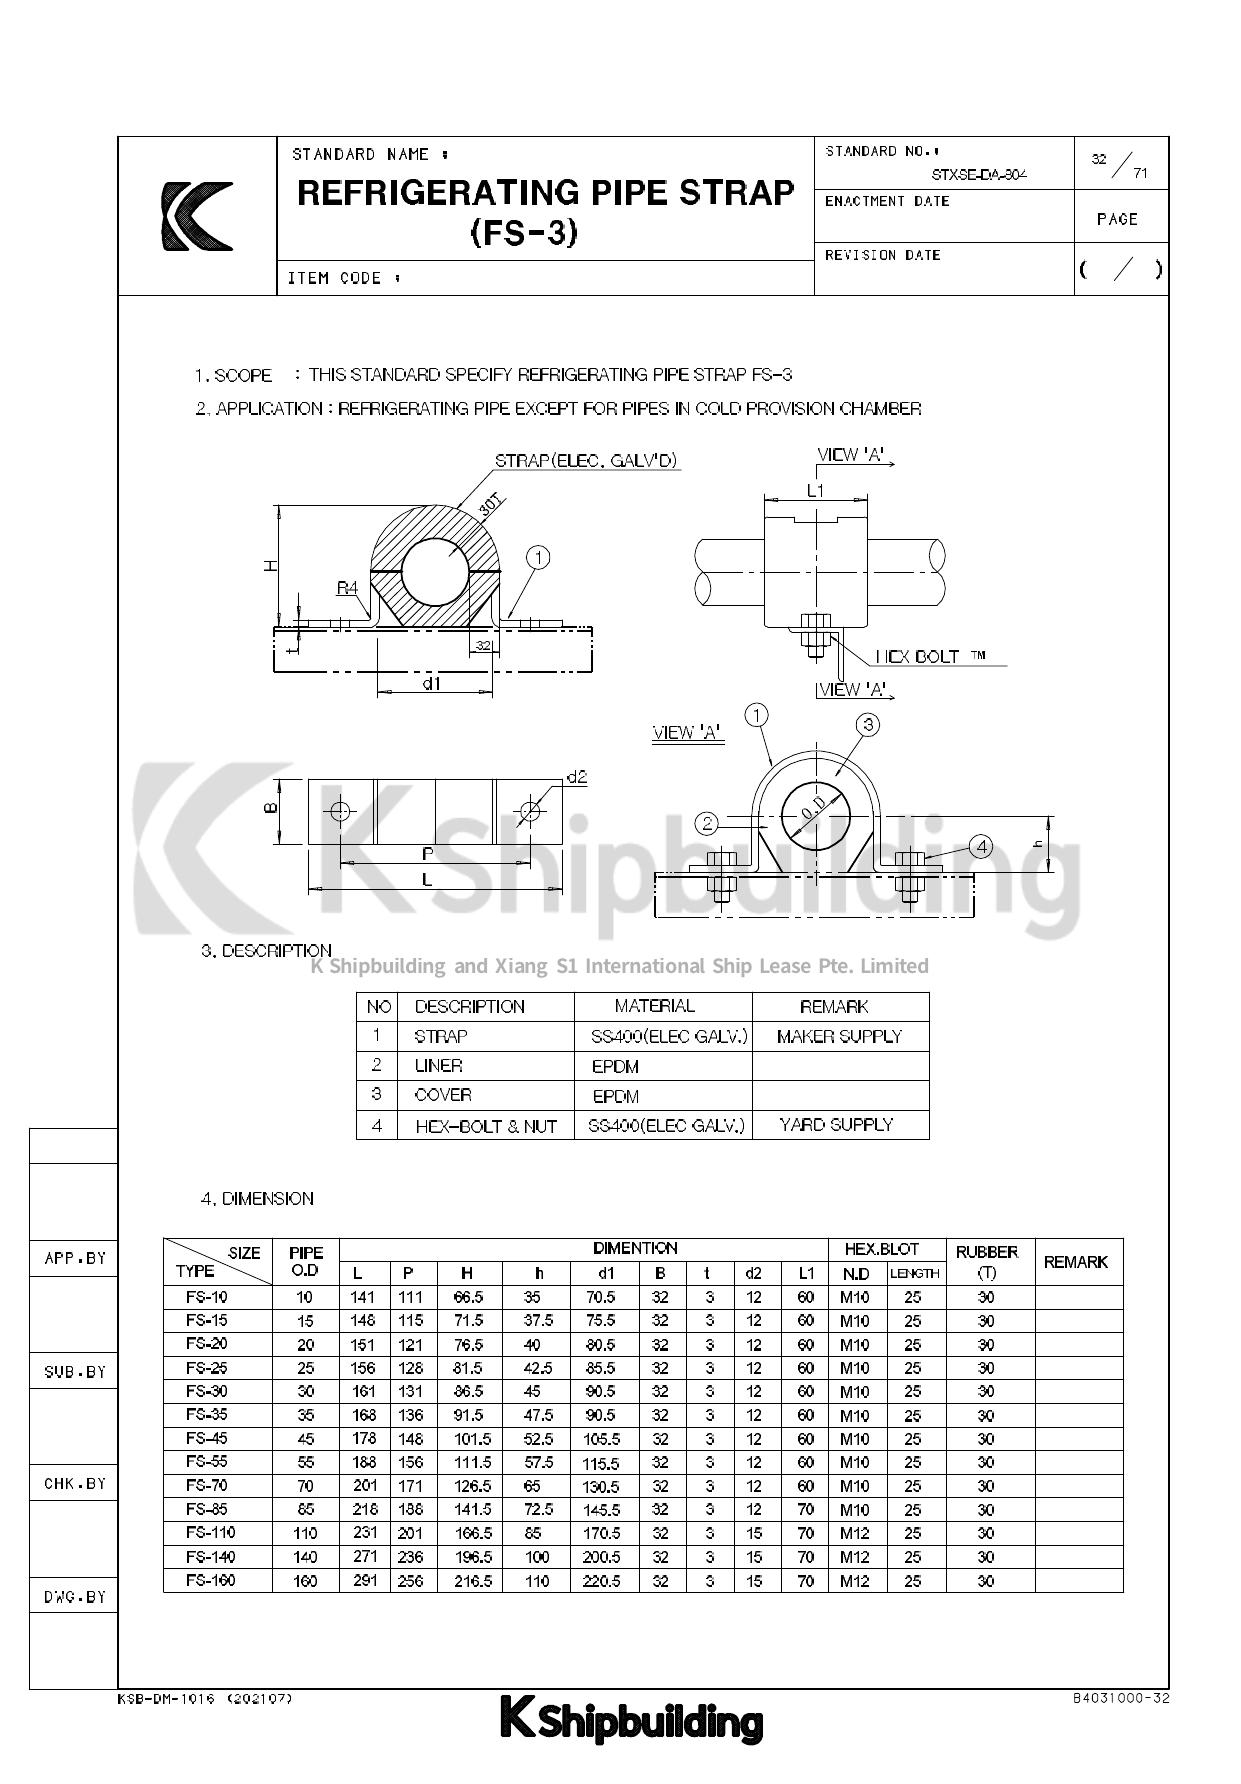 STANDARD NAME :
REFRIGERATING PIPE STRAP
(FS-3)
ITEM CODE :
STANDARD NO. :
STXSE-DA-804
ENACTMENT DATE
REVISION DATE
32 / 71
PAGE
( / )
1. SCOPE : THIS STANDARD SPECIFY REFRIGERATING PIPE STRAP FS-3
2. APPLICATION : REFRIGERATING PIPE EXCEPT FOR PIPES IN COLD PROVISION CHAMBER
STRAP(ELEC. GALV'D)
30T
1
H
R4
t
32
d1
VIEW 'A'
L1
HEX BOLT ™
VIEW 'A'
d2
B
P
L
VIEW 'A'
1
3
O.D
2
4
h
K Shipbuilding
3. DESCRIPTION
K Shipbuilding and Xiang S1 International Ship Lease Pte. Limited
NO DESCRIPTION MATERIAL REMARK
1 STRAP SS400(ELEC GALV.) MAKER SUPPLY
2 LINER EPDM
3 COVER EPDM
4 HEX-BOLT & NUT SS400(ELEC GALV.) YARD SUPPLY
4. DIMENSION
SIZE TYPE PIPE O.D DIMENTION HEX.BLOT RUBBER (T) REMARK
L P H h d1 B t d2 L1 N.D LENGTH
FS-10 10 141 111 66.5 35 70.5 32 3 12 60 M10 25 30
FS-15 15 148 115 71.5 37.5 75.5 32 3 12 60 M10 25 30
FS-20 20 151 121 76.5 40 80.5 32 3 12 60 M10 25 30
FS-25 25 156 128 81.5 42.5 85.5 32 3 12 60 M10 25 30
FS-30 30 161 131 86.5 45 90.5 32 3 12 60 M10 25 30
FS-35 35 168 136 91.5 47.5 90.5 32 3 12 60 M10 25 30
FS-45 45 178 148 101.5 52.5 105.5 32 3 12 60 M10 25 30
FS-55 55 188 156 111.5 57.5 115.5 32 3 12 60 M10 25 30
FS-70 70 201 171 126.5 65 130.5 32 3 12 60 M10 25 30
FS-85 85 218 188 141.5 72.5 145.5 32 3 12 70 M10 25 30
FS-110 110 231 201 166.5 85 170.5 32 3 15 70 M12 25 30
FS-140 140 271 236 196.5 100 200.5 32 3 15 70 M12 25 30
FS-160 160 291 256 216.5 110 220.5 32 3 15 70 M12 25 30
APP.BY
SUB.BY
CHK.BY
DWG.BY
KSB-DM-1016 (202107)
K Shipbuilding
B4031000-32